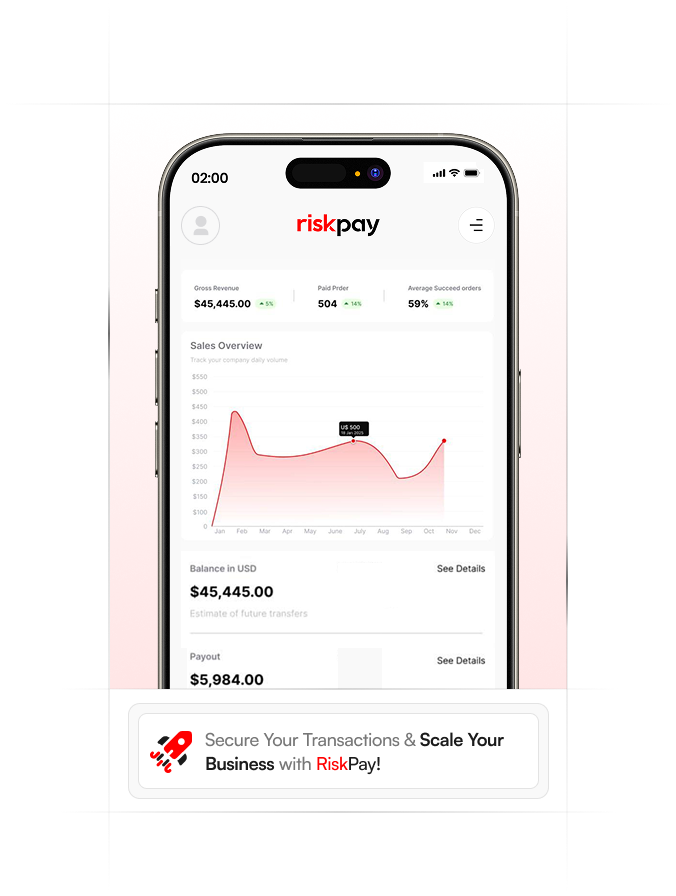 02:00
riskpay
Gross Revenue
$45,445.00
5%
Paid Prder
504
14%
Average Succeed orders
59%
14%
Sales Overview
Track your company daily volume
$550
$500
$450
$400
$350
$300
$250
$200
$150
$100
0
U$ 500
19 Jan 2025
Jan Feb Mar Apr May June July Aug Sep Oct Nov Dec
Balance in USD
See Details
$45,445.00
Estimate of future transfers
Payout
See Details
$5,984.00
Secure Your Transactions & Scale Your
Business with RiskPay!